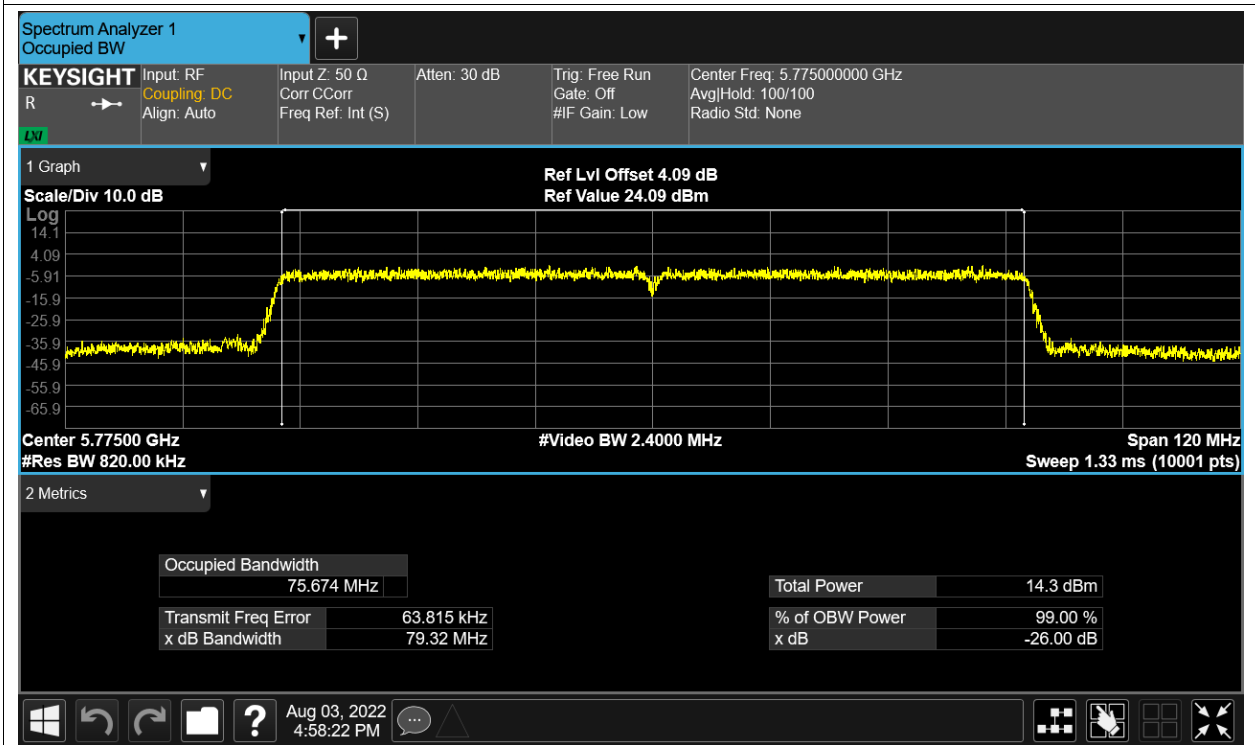 Spectrum Analyzer 1
Occupied BW
KEYSIGHT
R
LXI
Input: RF
Coupling: DC
Align: Auto
Input Z: 50 Ω
Corr CCorr
Freq Ref: Int (S)
Atten: 30 dB
Trig: Free Run
Gate: Off
#IF Gain: Low
Center Freq: 5.775000000 GHz
Avg|Hold: 100/100
Radio Std: None
1 Graph
Scale/Div 10.0 dB
Ref Lvl Offset 4.09 dB
Ref Value 24.09 dBm
Log
14.1
4.09
-5.91
-15.9
-25.9
-35.9
-45.9
-55.9
-65.9
Center 5.77500 GHz
#Res BW 820.00 kHz
#Video BW 2.4000 MHz
Span 120 MHz
Sweep 1.33 ms (10001 pts)
2 Metrics
Occupied Bandwidth
75.674 MHz
Transmit Freq Error 63.815 kHz
x dB Bandwidth 79.32 MHz
Total Power 14.3 dBm
% of OBW Power 99.00 %
x dB -26.00 dB
?
Aug 03, 2022
4:58:22 PM